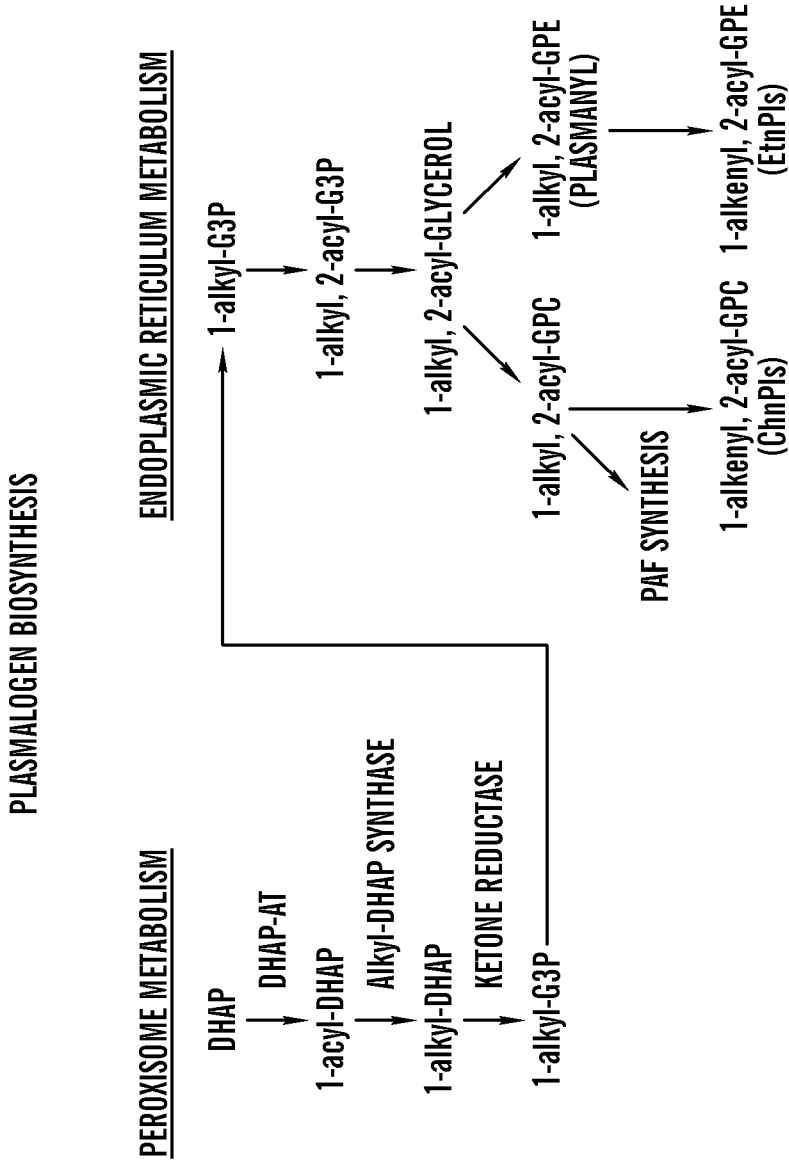 PLASMALOGEN BIOSYNTHESIS
PEROXISOME METABOLISM
DHAP
DHAP-AT
1-acyl-DHAP
Alkyl-DHAP SYNTHASE
1-alkyl-DHAP
KETONE REDUCTASE
1-alkyl-G3P
ENDOPLASMIC RETICULUM METABOLISM
1-alkyl-G3P
1-alkyl, 2-acyl-G3P
1-alkyl, 2-acyl-GLYCEROL
1-alkyl, 2-acyl-GPC
1-alkyl, 2-acyl-GPE
(PLASMANYL)
PAF SYNTHESIS
1-alkenyl, 2-acyl-GPC
(ChnPls)
1-alkenyl, 2-acyl-GPE
(EtnPls)